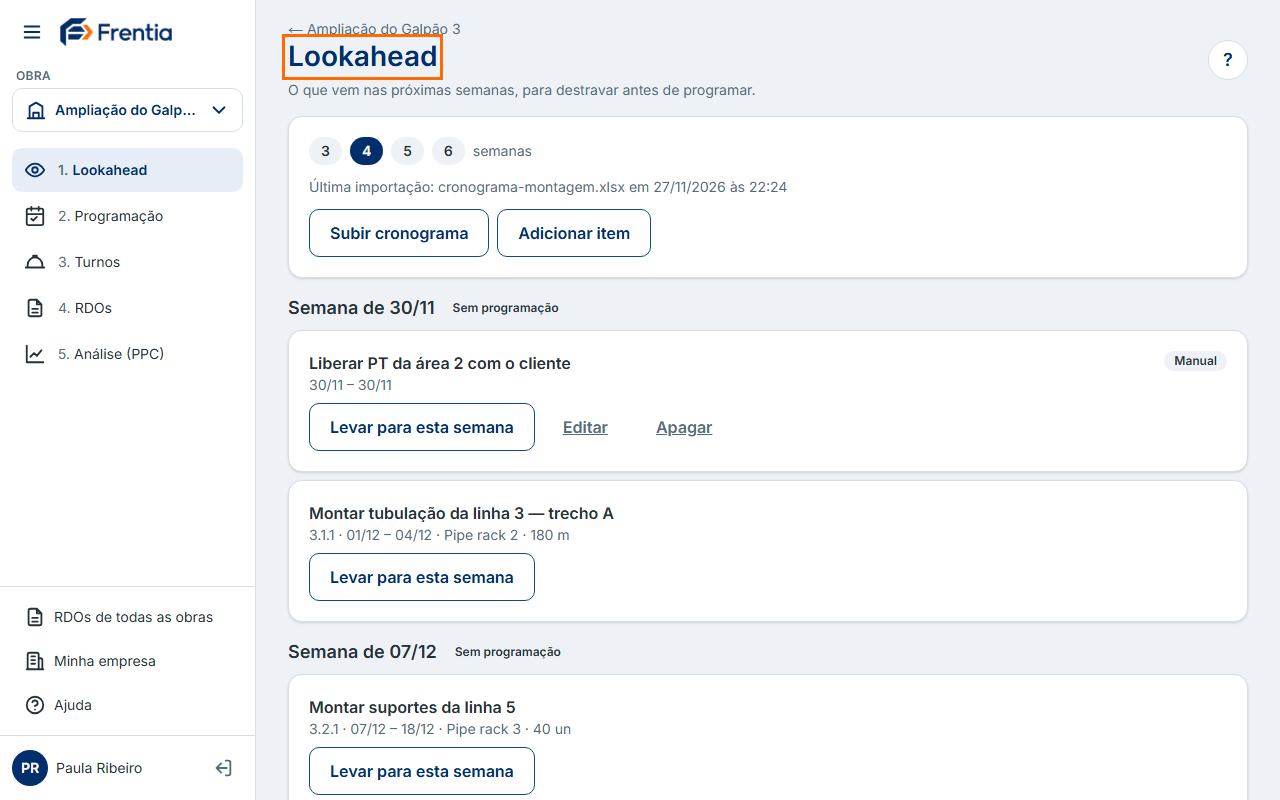 Frentia
OBRA
Ampliação do Galp...
1. Lookahead
2. Programação
3. Turnos
4. RDOs
5. Análise (PPC)
RDOs de todas as obras
Minha empresa
Ajuda
PR Paula Ribeiro
← Ampliação do Galpão 3
Lookahead
?
O que vem nas próximas semanas, para destravar antes de programar.
3 4 5 6 semanas
Última importação: cronograma-montagem.xlsx em 27/11/2026 às 22:24
Subir cronograma Adicionar item
Semana de 30/11 Sem programação
Liberar PT da área 2 com o cliente Manual
30/11 – 30/11
Levar para esta semana Editar Apagar
Montar tubulação da linha 3 — trecho A
3.1.1 · 01/12 – 04/12 · Pipe rack 2 · 180 m
Levar para esta semana
Semana de 07/12 Sem programação
Montar suportes da linha 5
3.2.1 · 07/12 – 18/12 · Pipe rack 3 · 40 un
Levar para esta semana